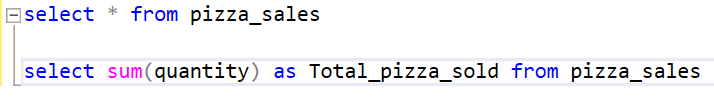 select * from pizza_sales
select sum(quantity) as Total_pizza_sold from pizza_sales